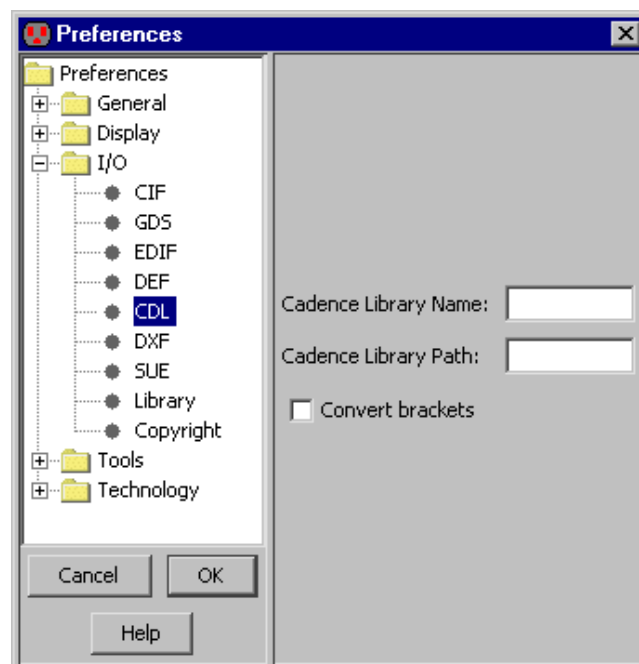 Preferences
Preferences
General
Display
I/O
CIF
GDS
EDIF
DEF
CDL
DXF
SUE
Library
Copyright
Tools
Technology
Cancel
OK
Help
Cadence Library Name:
Cadence Library Path:
Convert brackets